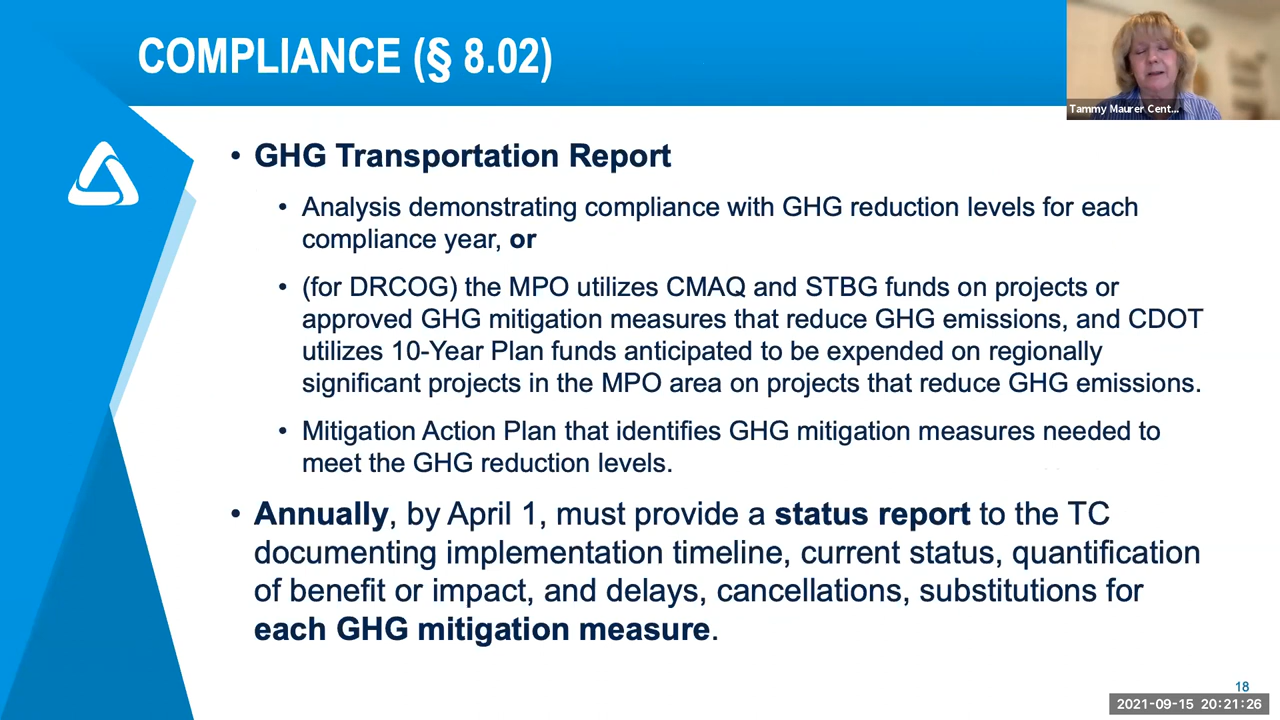 COMPLIANCE (§ 8.02)
Tammy Maurer Cent...
• GHG Transportation Report
• Analysis demonstrating compliance with GHG reduction levels for each
compliance year, or
• (for DRCOG) the MPO utilizes CMAQ and STBG funds on projects or
approved GHG mitigation measures that reduce GHG emissions, and CDOT
utilizes 10-Year Plan funds anticipated to be expended on regionally
significant projects in the MPO area on projects that reduce GHG emissions.
• Mitigation Action Plan that identifies GHG mitigation measures needed to
meet the GHG reduction levels.
• Annually, by April 1, must provide a status report to the TC
documenting implementation timeline, current status, quantification
of benefit or impact, and delays, cancellations, substitutions for
each GHG mitigation measure.
18
2021-09-15 20:21:26